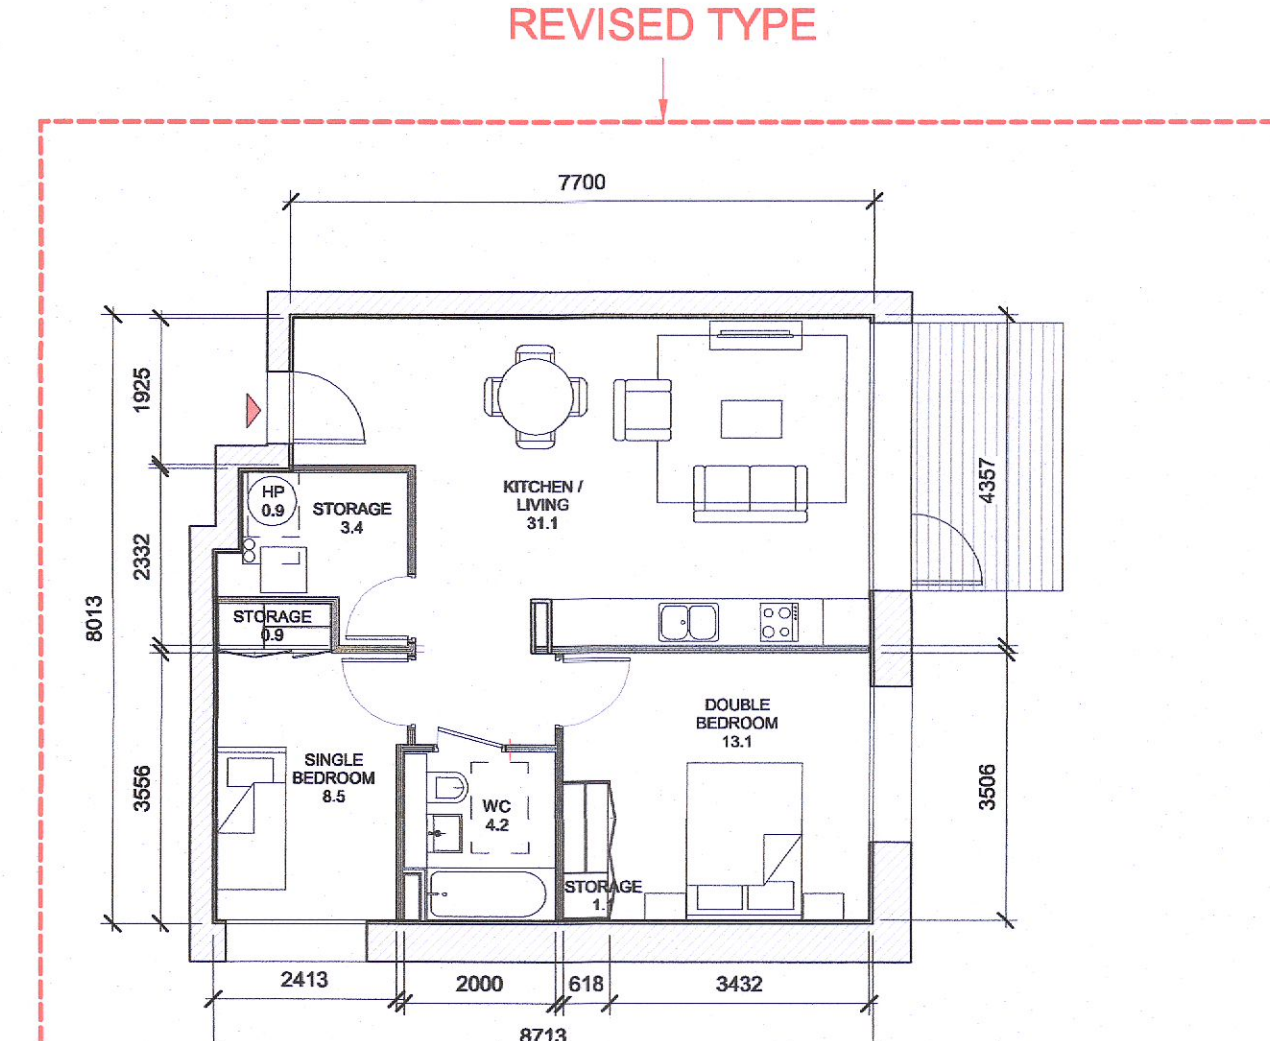 REVISED TYPE
7700
1925
HP
0.9
STORAGE
3.4
KITCHEN /
LIVING
31.1
4357
2332
8013
STORAGE
0.9
DOUBLE
BEDROOM
13.1
SINGLE
BEDROOM
8.5
WC
4.2
3556
3506
STORAGE
1.1
2413
2000
618
3432
8713